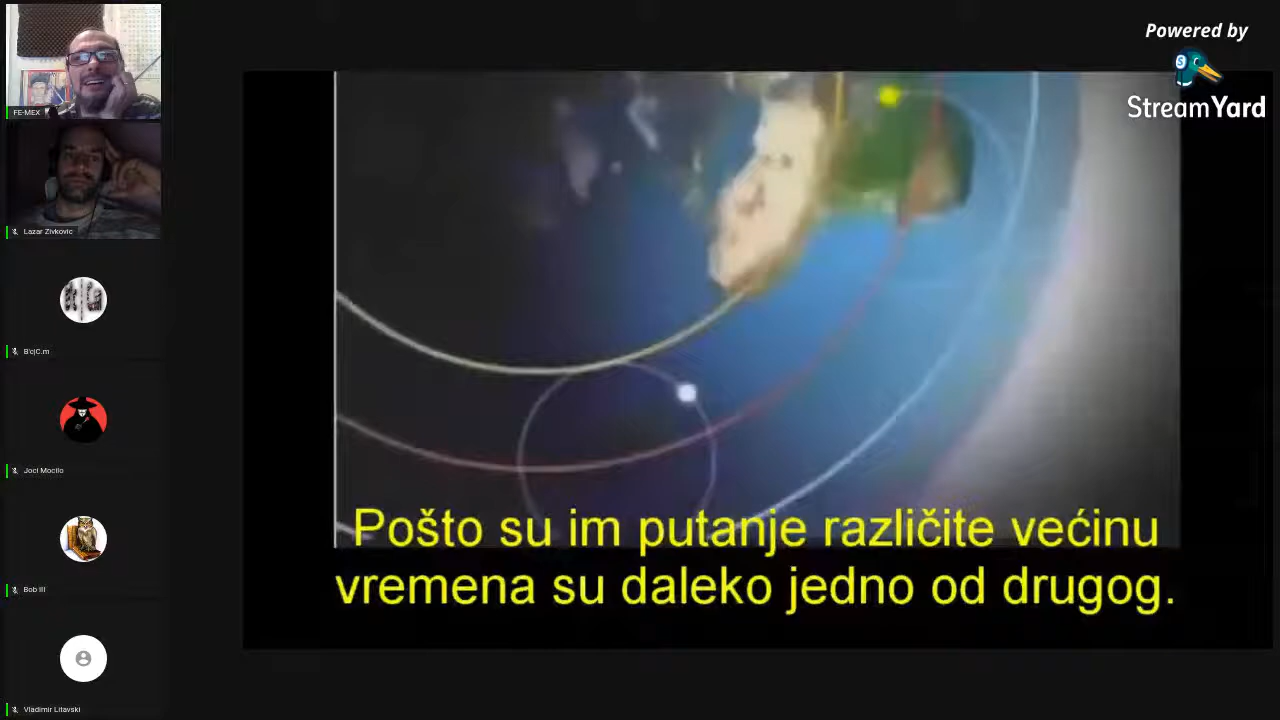 Powered by
StreamYard
FE-MEX
Lazar Zivkovic
B'c|C.m
Joci Mocilo
Bob III
Vladimir Litavski
Pošto su im putanje različite većinu
vremena su daleko jedno od drugog.